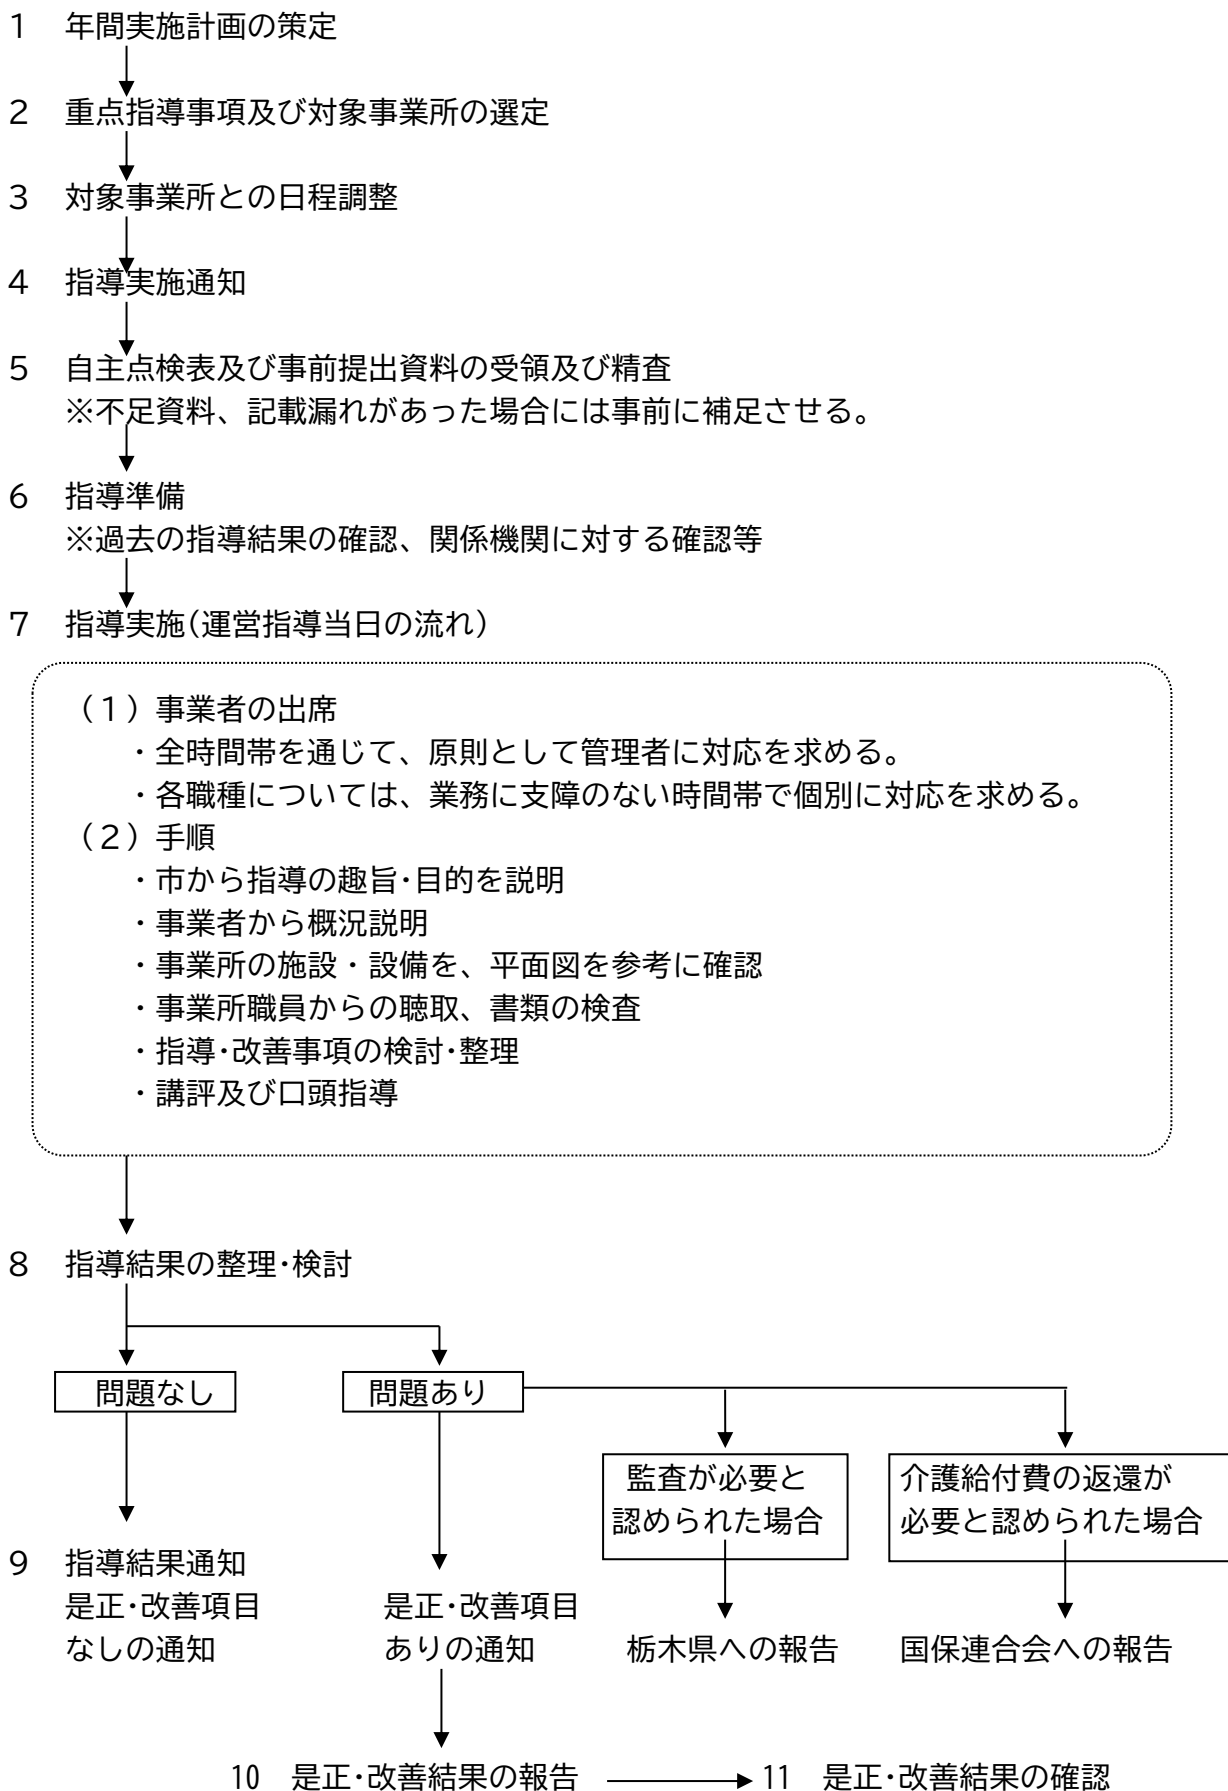 １　年間実施計画の策定
２　重点指導事項及び対象事業所の選定
３　対象事業所との日程調整
４　指導実施通知
５　自主点検表及び事前提出資料の受領及び精査
※不足資料、記載漏れがあった場合には事前に補足させる。
６　指導準備
※過去の指導結果の確認、関係機関に対する確認等
７　指導実施（運営指導当日の流れ）
（１）事業者の出席
・全時間帯を通じて、原則として管理者に対応を求める。
・各職種については、業務に支障のない時間帯で個別に対応を求める。
（２）手順
・市から指導の趣旨・目的を説明
・事業者から概況説明
・事業所の施設・設備を、平面図を参考に確認
・事業所職員からの聴取、書類の検査
・指導・改善事項の検討・整理
・講評及び口頭指導
８　指導結果の整理・検討
問題なし
問題あり
監査が必要と
認められた場合
介護給付費の返還が
必要と認められた場合
９　指導結果通知
是正・改善項目
なしの通知
是正・改善項目
ありの通知
栃木県への報告
国保連合会への報告
10　是正・改善結果の報告
11　是正・改善結果の確認